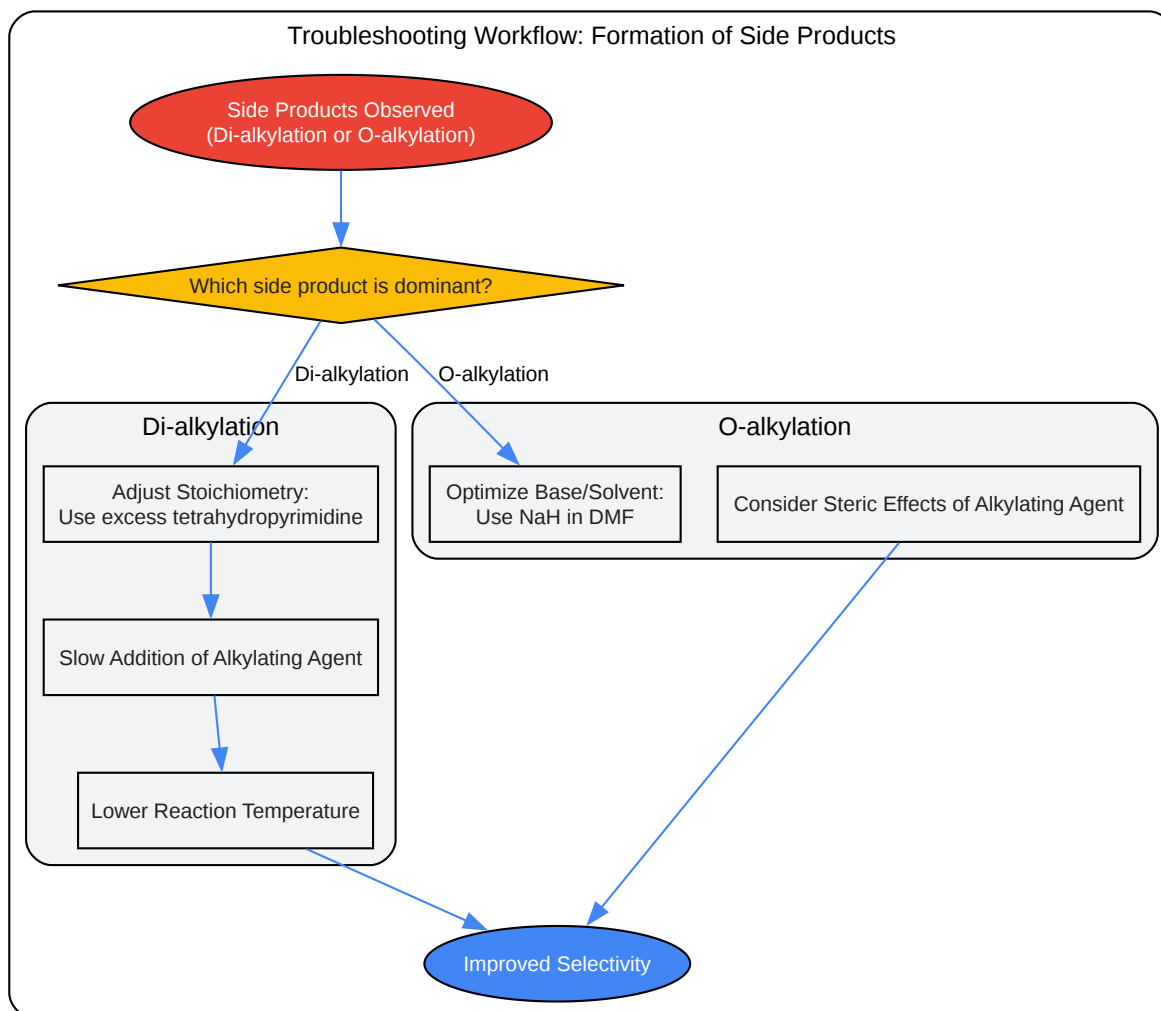 Troubleshooting Workflow: Formation of Side Products
Side Products Observed
(Di-alkylation or O-alkylation)
Which side product is dominant?
Di-alkylation
O-alkylation
Di-alkylation
Adjust Stoichiometry:
Use excess tetrahydropyrimidine
Slow Addition of Alkylating Agent
Lower Reaction Temperature
O-alkylation
Optimize Base/Solvent:
Use NaH in DMF
Consider Steric Effects of Alkylating Agent
Improved Selectivity